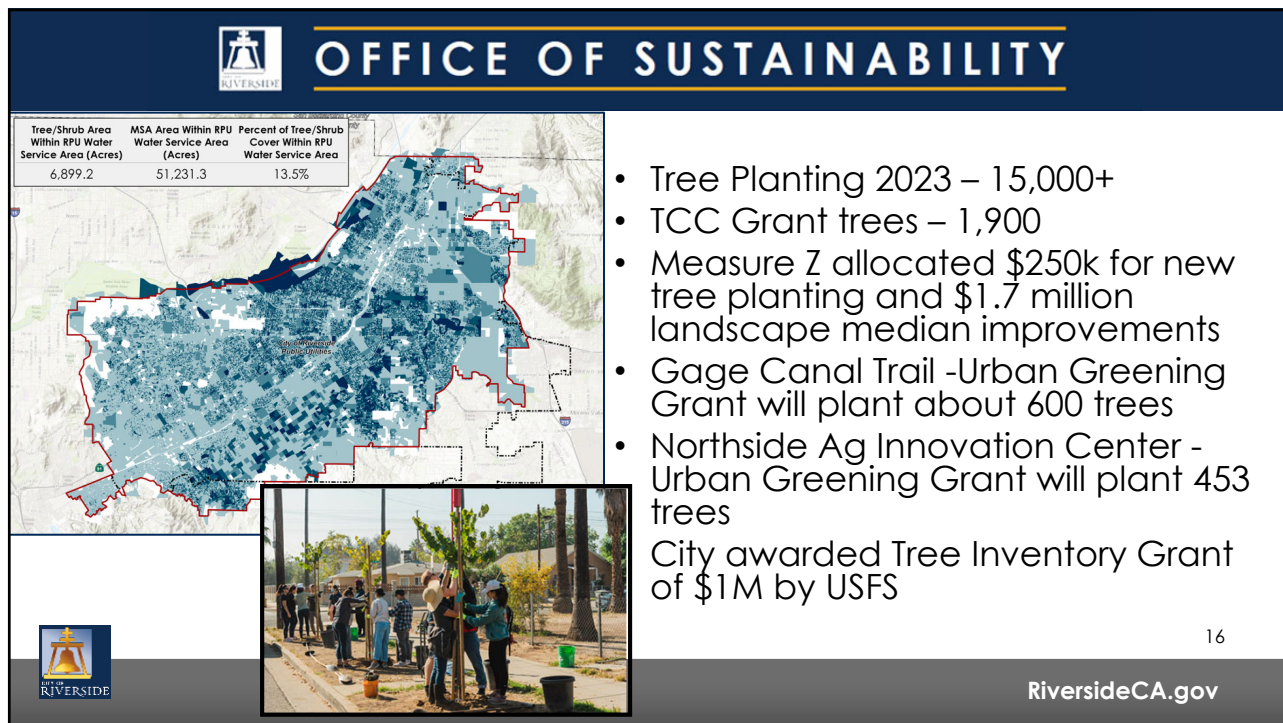 CITY OF
RIVERSIDE
OFFICE OF SUSTAINABILITY
Tree/Shrub Area
Within RPU Water
Service Area (Acres)
MSA Area Within RPU
Water Service Area
(Acres)
Percent of Tree/Shrub
Cover Within RPU
Water Service Area
6,899.2
51,231.3
13.5%
City of Riverside
Public Utilities
• Tree Planting 2023 – 15,000+
• TCC Grant trees – 1,900
• Measure Z allocated $250k for new
tree planting and $1.7 million
landscape median improvements
• Gage Canal Trail -Urban Greening
Grant will plant about 600 trees
• Northside Ag Innovation Center -
Urban Greening Grant will plant 453
trees
City awarded Tree Inventory Grant
of $1M by USFS
16
CITY OF
RIVERSIDE
RiversideCA.gov